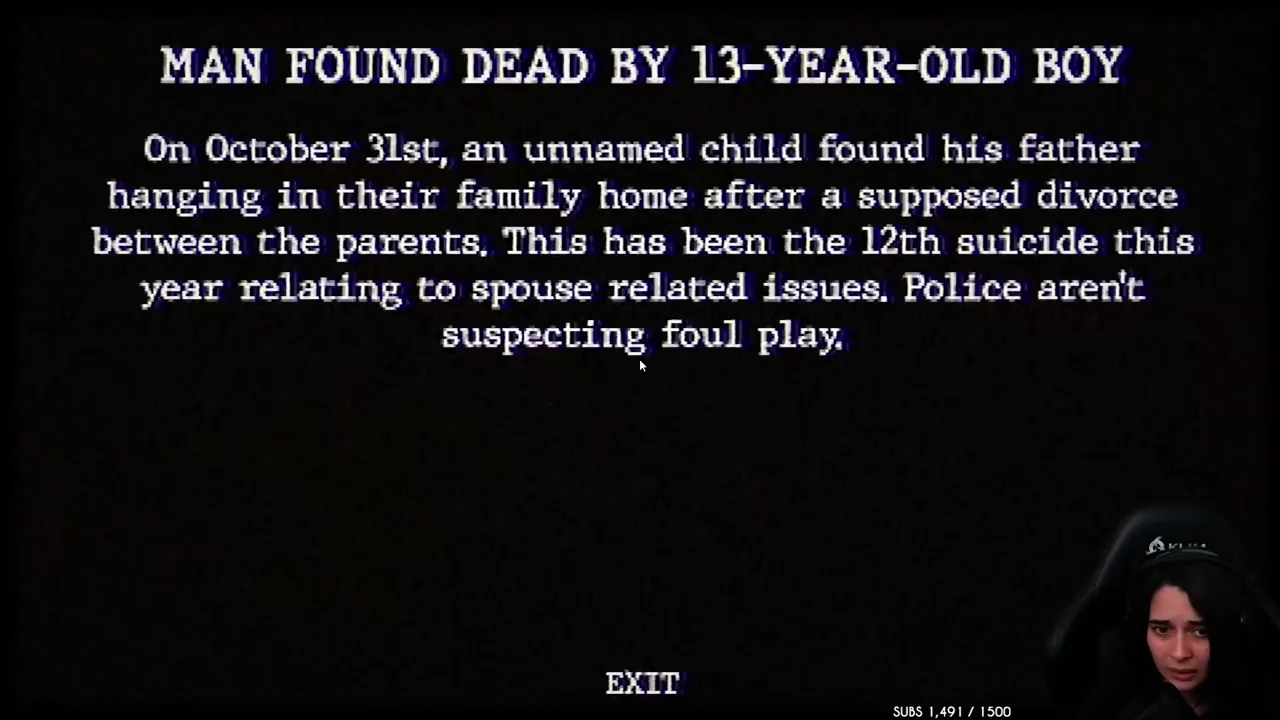 MAN FOUND DEAD BY 13-YEAR-OLD BOY
On October 31st, an unnamed child found his father
hanging in their family home after a supposed divorce
between the parents. This has been the 12th suicide this
year relating to spouse related issues. Police aren't
suspecting foul play.
KLIM
EXIT
SUBS 1,491 / 1500